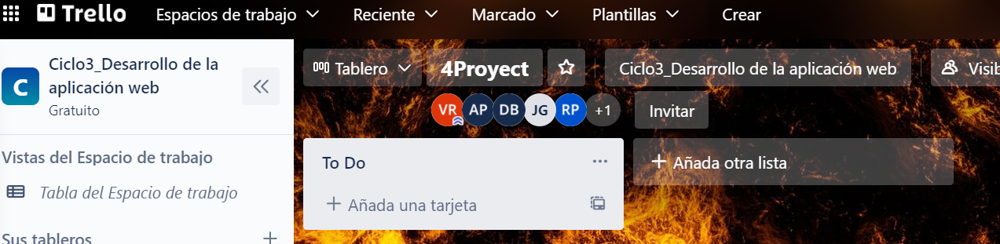 Trello Espacios de trabajo Reciente Marcado Plantillas Crear
C
Ciclo3_Desarrollo de la
aplicación web
Gratuito
Vistas del Espacio de trabajo
Tabla del Espacio de trabajo
Sus tableros
Tablero 4Proyect Ciclo3_Desarrollo de la aplicación web
VR AP DB JG RP +1 Invitar
To Do
Añada una tarjeta
Añada otra lista